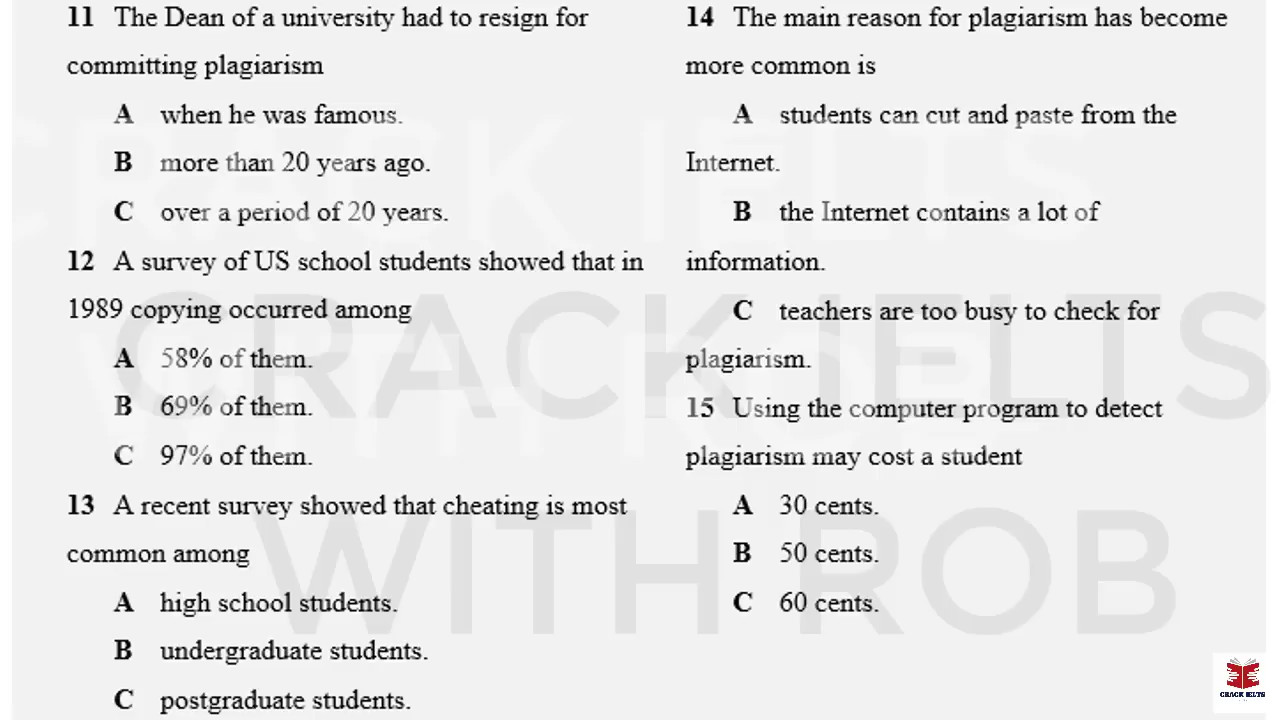 11 The Dean of a university had to resign for
committing plagiarism
A when he was famous.
B more than 20 years ago.
C over a period of 20 years.
12 A survey of US school students showed that in
1989 copying occurred among
A 58% of them.
B 69% of them.
C 97% of them.
13 A recent survey showed that cheating is most
common among
A high school students.
B undergraduate students.
C postgraduate students.
14 The main reason for plagiarism has become
more common is
A students can cut and paste from the
Internet.
B the Internet contains a lot of
information.
C teachers are too busy to check for
plagiarism.
15 Using the computer program to detect
plagiarism may cost a student
A 30 cents.
B 50 cents.
C 60 cents.
CRACK IELTS
WITH ROB
CRACK IELTS
WITH ROB
CRACK IELTS